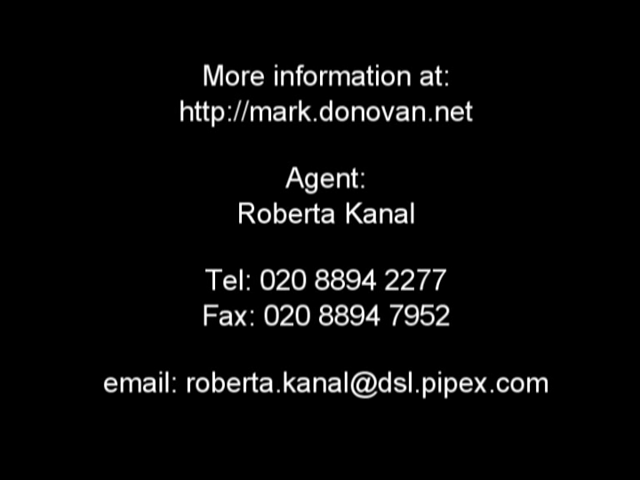 More information at:
http://mark.donovan.net
Agent:
Roberta Kanal
Tel: 020 8894 2277
Fax: 020 8894 7952
email: roberta.kanal@dsl.pipex.com